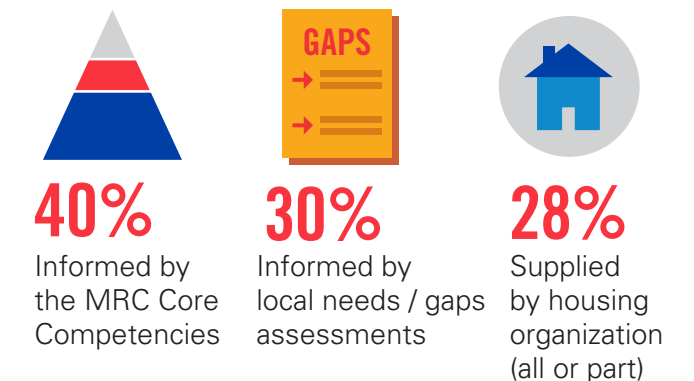 GAPS
40%
Informed by
the MRC Core
Competencies
30%
Informed by
local needs / gaps
assessments
28%
Supplied
by housing
organization
(all or part)